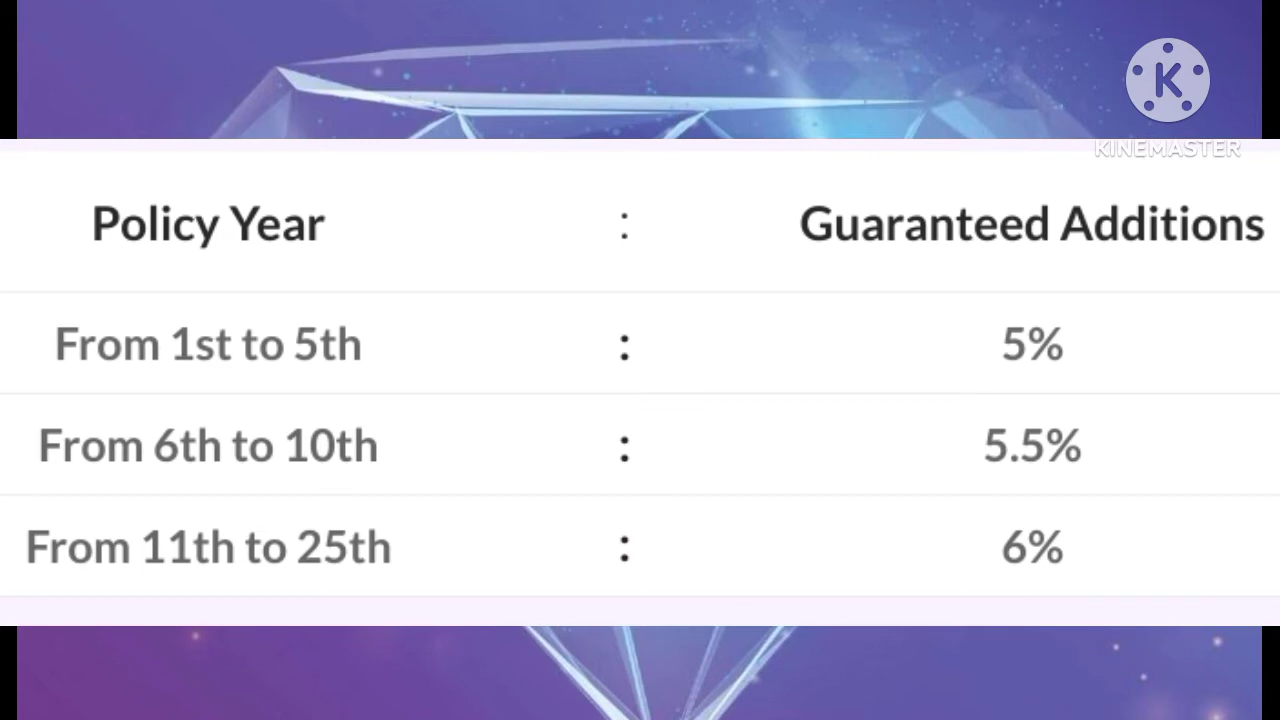 K
KINEMASTER
Policy Year : Guaranteed Additions
From 1st to 5th : 5%
From 6th to 10th : 5.5%
From 11th to 25th : 6%